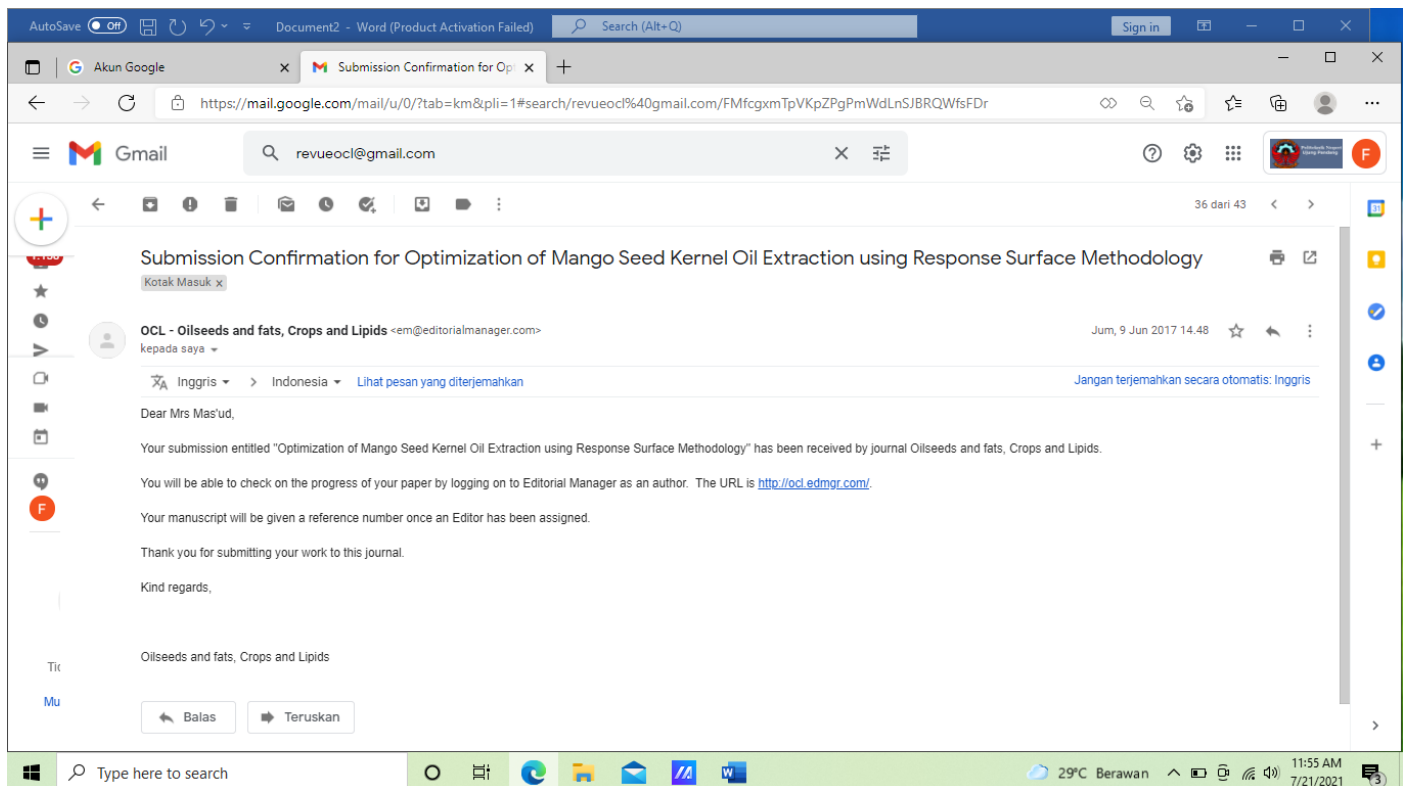 AutoSave Off Document2 - Word (Product Activation Failed) Search (Alt+Q) Sign in
Akun Google Submission Confirmation for Op
https://mail.google.com/mail/u/0/?tab=km&pli=1#search/revueocl%40gmail.com/FMfcgxmTpVKpZPgPmWdLnSJBRQWfsFDr
Gmail revueocl@gmail.com Politeknik Negeri F
Ujung Pandang
36 dari 43
31
Submission Confirmation for Optimization of Mango Seed Kernel Oil Extraction using Response Surface Methodology
Kotak Masuk x
OCL - Oilseeds and fats, Crops and Lipids <em@editorialmanager.com> Jum, 9 Jun 2017 14.48
kepada saya
Inggris > Indonesia Lihat pesan yang diterjemahkan Jangan terjemahkan secara otomatis: Inggris
Dear Mrs Mas'ud,
Your submission entitled "Optimization of Mango Seed Kernel Oil Extraction using Response Surface Methodology" has been received by journal Oilseeds and fats, Crops and Lipids.
You will be able to check on the progress of your paper by logging on to Editorial Manager as an author. The URL is http://ocl.edmgr.com/.
F
Your manuscript will be given a reference number once an Editor has been assigned.
Thank you for submitting your work to this journal.
Kind regards,
Oilseeds and fats, Crops and Lipids
Tic
Mu
Balas Teruskan
Type here to search 29°C Berawan 11:55 AM
7/21/2021 3